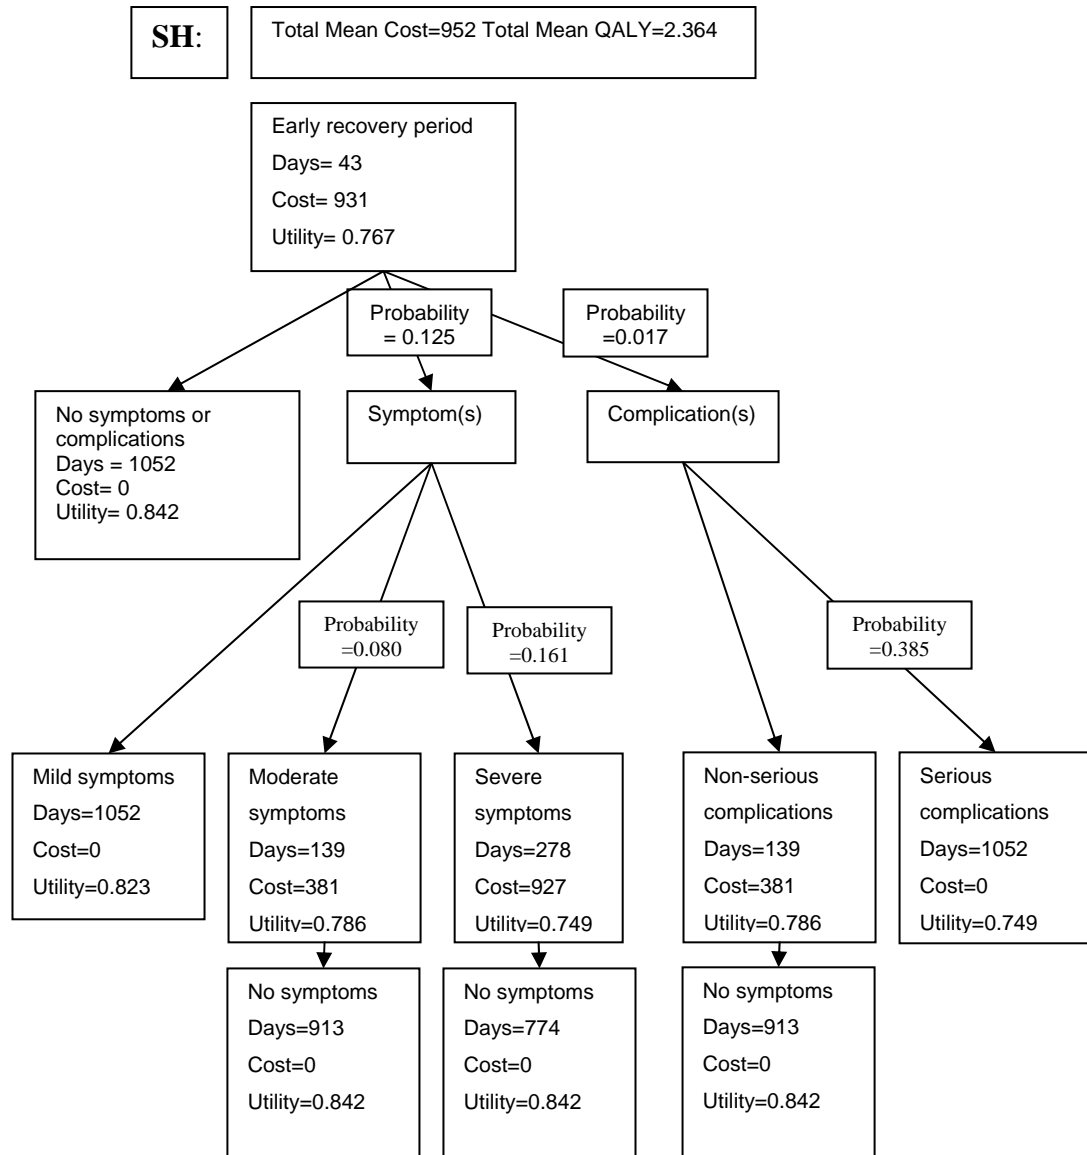 SH:
Total Mean Cost=952 Total Mean QALY=2.364
Early recovery period
Days= 43
Cost= 931
Utility= 0.767
Probability
= 0.125
Probability
=0.017
No symptoms or
complications
Days = 1052
Cost= 0
Utility= 0.842
Symptom(s)
Complication(s)
Probability
=0.080
Probability
=0.161
Probability
=0.385
Mild symptoms
Days=1052
Cost=0
Utility=0.823
Moderate
symptoms
Days=139
Cost=381
Utility=0.786
Severe
symptoms
Days=278
Cost=927
Utility=0.749
Non-serious
complications
Days=139
Cost=381
Utility=0.786
Serious
complications
Days=1052
Cost=0
Utility=0.749
No symptoms
Days=913
Cost=0
Utility=0.842
No symptoms
Days=774
Cost=0
Utility=0.842
No symptoms
Days=913
Cost=0
Utility=0.842